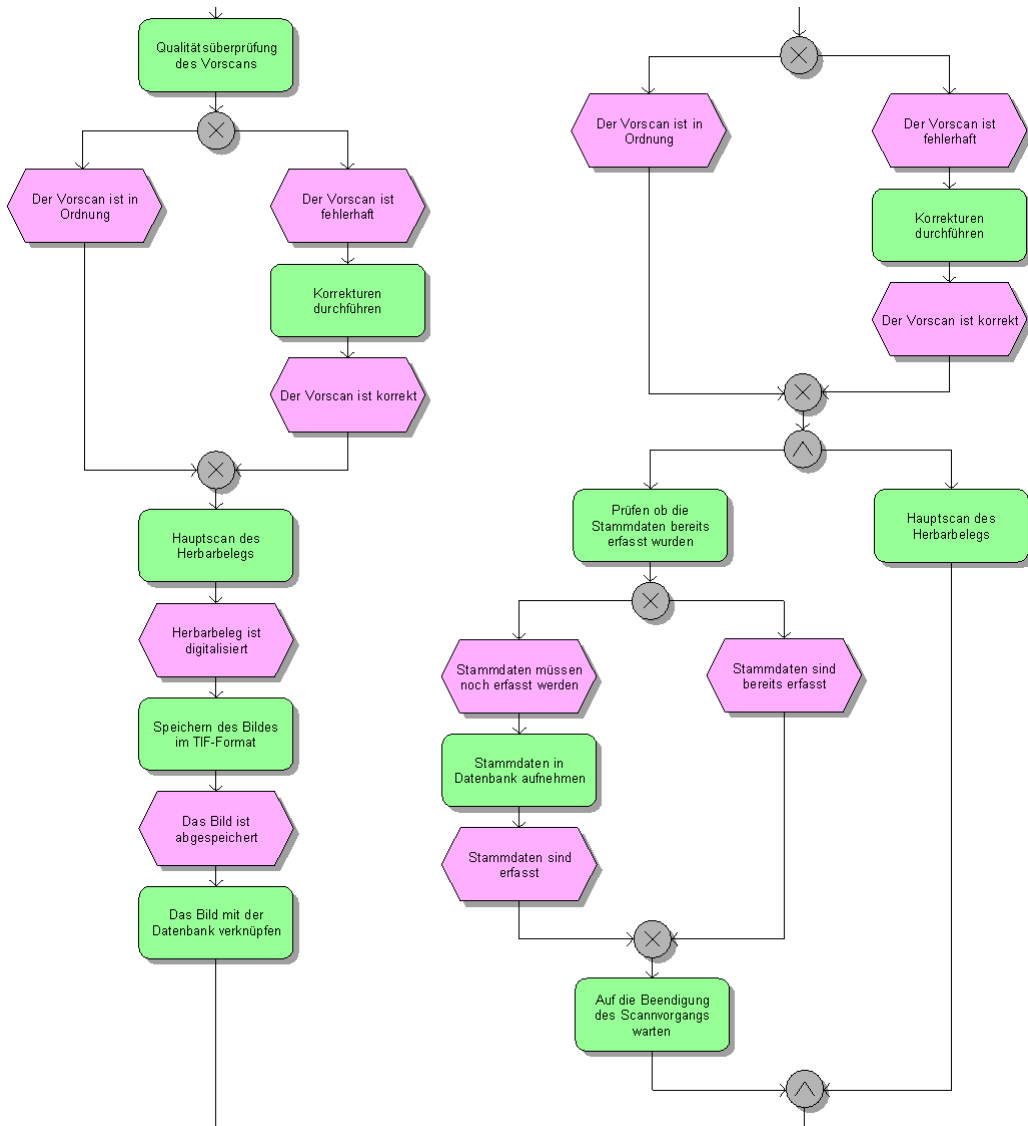 Qualitätsüberprüfung
des Vorscans
Der Vorscan ist in
Ordnung
Der Vorscan ist
fehlerhaft
Korrekturen
durchführen
Der Vorscan ist korrekt
Hauptscan des
Herbarbelegs
Herbarbeleg ist
digitalisiert
Speichern des Bildes
im TIF-Format
Das Bild ist
abgespeichert
Das Bild mit der
Datenbank verknüpfen
Der Vorscan ist in
Ordnung
Der Vorscan ist
fehlerhaft
Korrekturen
durchführen
Der Vorscan ist korrekt
Prüfen ob die
Stammdaten bereits
erfasst wurden
Hauptscan des
Herbarbelegs
Stammdaten müssen
noch erfasst werden
Stammdaten sind
bereits erfasst
Stammdaten in
Datenbank aufnehmen
Stammdaten sind
erfasst
Auf die Beendigung
des Scannvorgangs
warten